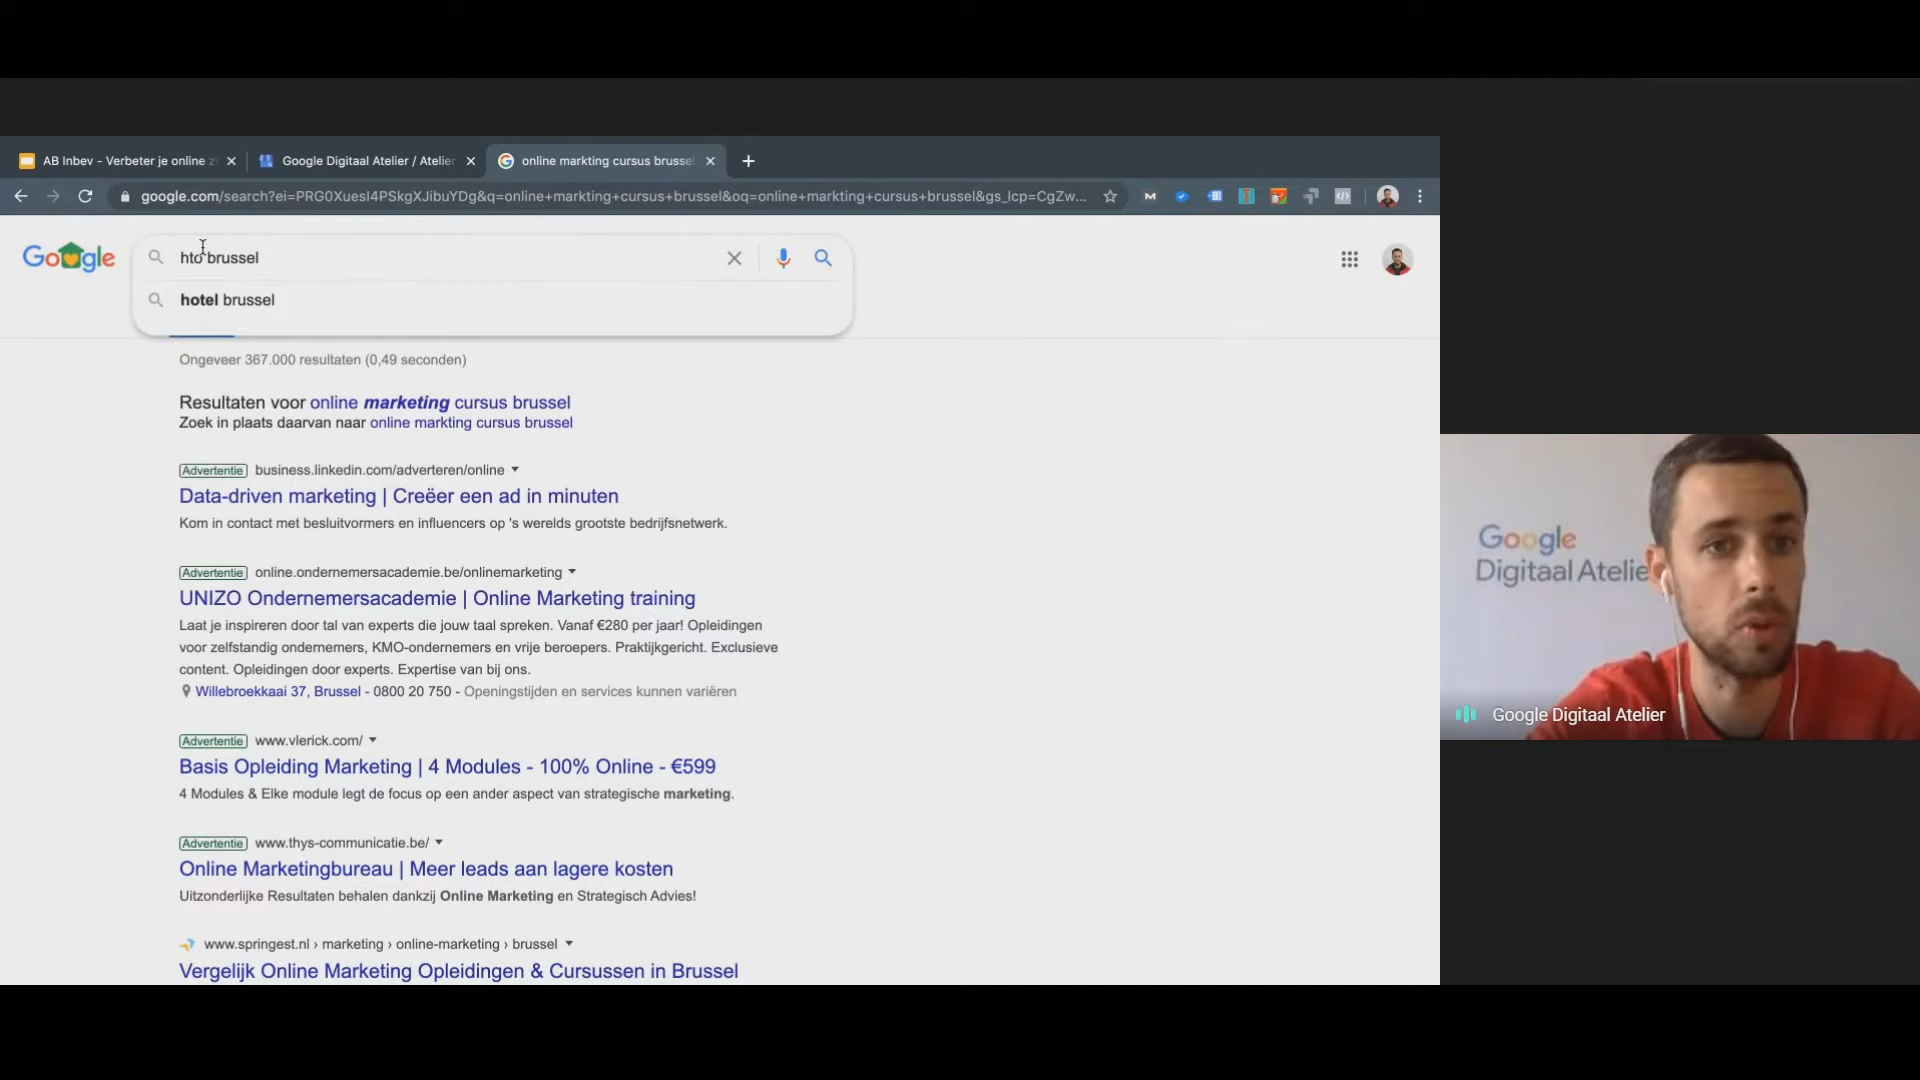 AB Inbev - Verbeter je online z
Google Digitaal Atelier / Atelier
online markting cursus brussel
google.com/search?ei=PRG0XuesI4PSkgXJibuYDg&q=online+markting+cursus+brussel&oq=online+markting+cursus+brussel&gs_lcp=CgZw...
Google
hto brussel
hotel brussel
Ongeveer 367.000 resultaten (0,49 seconden)
Resultaten voor online marketing cursus brussel
Zoek in plaats daarvan naar online markting cursus brussel
Advertentie business.linkedin.com/adverteren/online
Data-driven marketing | Creëer een ad in minuten
Kom in contact met besluitvormers en influencers op 's werelds grootste bedrijfsnetwerk.
Advertentie online.ondernemersacademie.be/onlinemarketing
UNIZO Ondernemersacademie | Online Marketing training
Laat je inspireren door tal van experts die jouw taal spreken. Vanaf €280 per jaar! Opleidingen
voor zelfstandig ondernemers, KMO-ondernemers en vrije beroepers. Praktijkgericht. Exclusieve
content. Opleidingen door experts. Expertise van bij ons.
Willebroekkaai 37, Brussel - 0800 20 750 - Openingstijden en services kunnen variëren
Advertentie www.vlerick.com/
Basis Opleiding Marketing | 4 Modules - 100% Online - €599
4 Modules & Elke module legt de focus op een ander aspect van strategische marketing.
Advertentie www.thys-communicatie.be/
Online Marketingbureau | Meer leads aan lagere kosten
Uitzonderlijke Resultaten behalen dankzij Online Marketing en Strategisch Advies!
www.springest.nl › marketing › online-marketing › brussel
Vergelijk Online Marketing Opleidingen & Cursussen in Brussel
Google
Digitaal Atelie
Google Digitaal Atelier